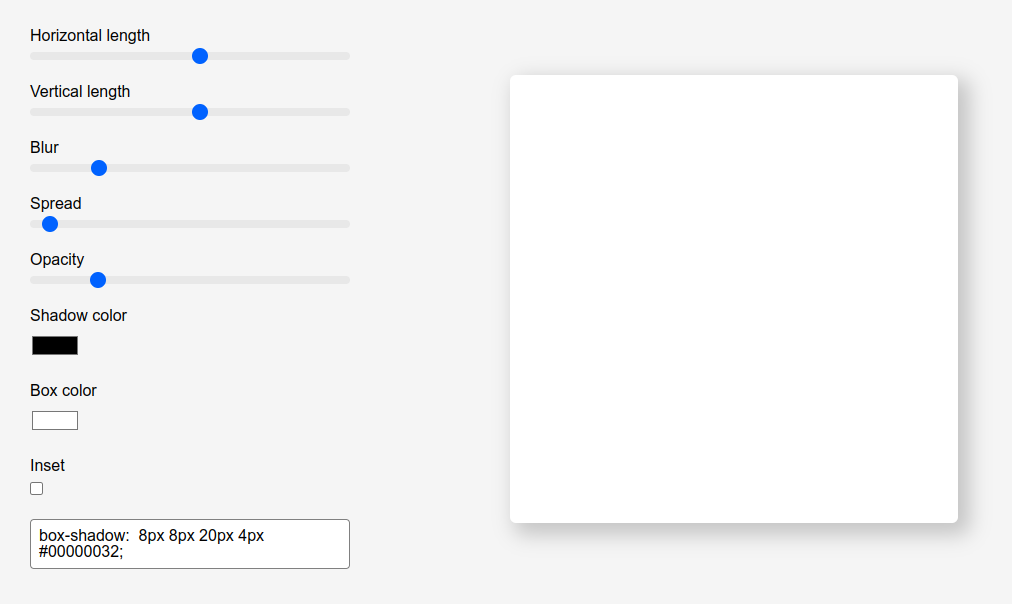 Horizontal length
Vertical length
Blur
Spread
Opacity
Shadow color
Box color
Inset
box-shadow:  8px 8px 20px 4px
#00000032;